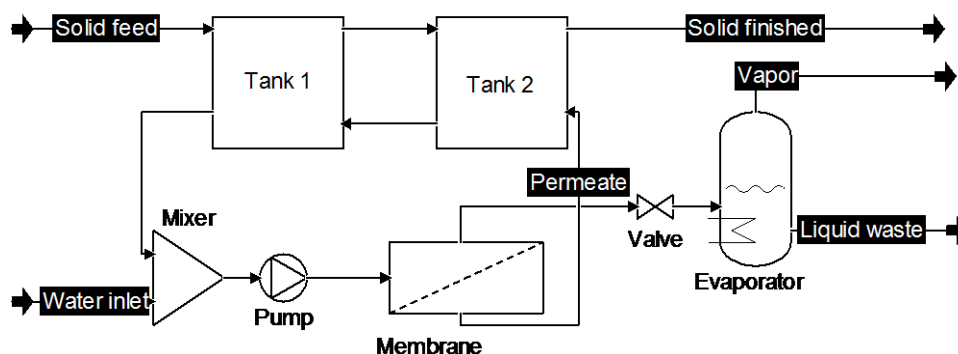 Solid feed
Solid finished
Tank 1
Tank 2
Vapor
Permeate
Mixer
Valve
Liquid waste
Evaporator
Water inlet
Pump
Membrane